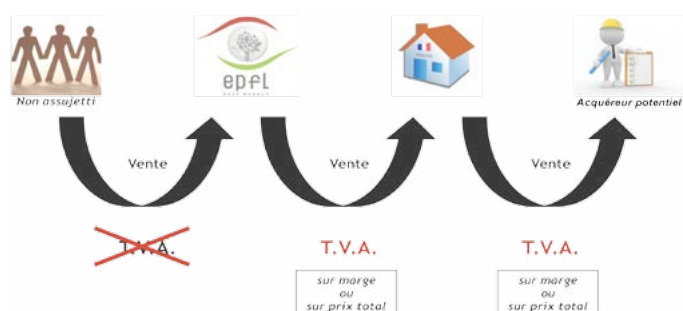 epfl
Non assujetti
Acquéreur potentiel
Vente
Vente
Vente
T.V.A.
T.V.A.
T.V.A.
sur marge
ou
sur prix total
sur marge
ou
sur prix total